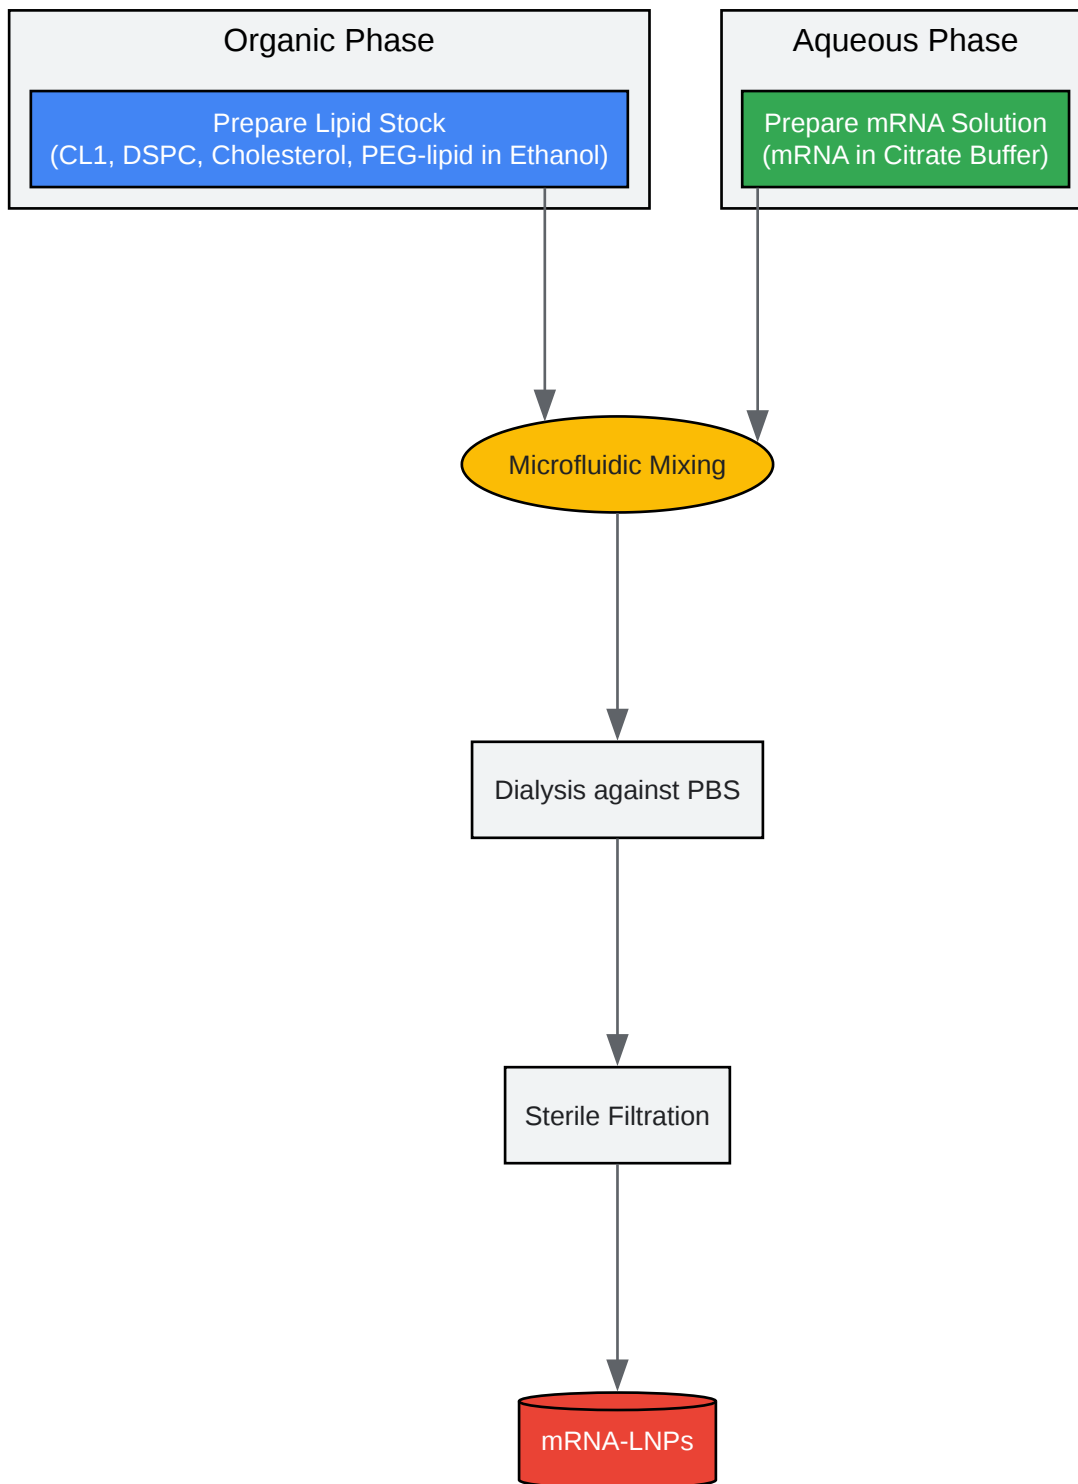 Organic Phase
Aqueous Phase
Prepare Lipid Stock
(CL1, DSPC, Cholesterol, PEG-lipid in Ethanol)
Prepare mRNA Solution
(mRNA in Citrate Buffer)
Microfluidic Mixing
Dialysis against PBS
Sterile Filtration
mRNA-LNPs